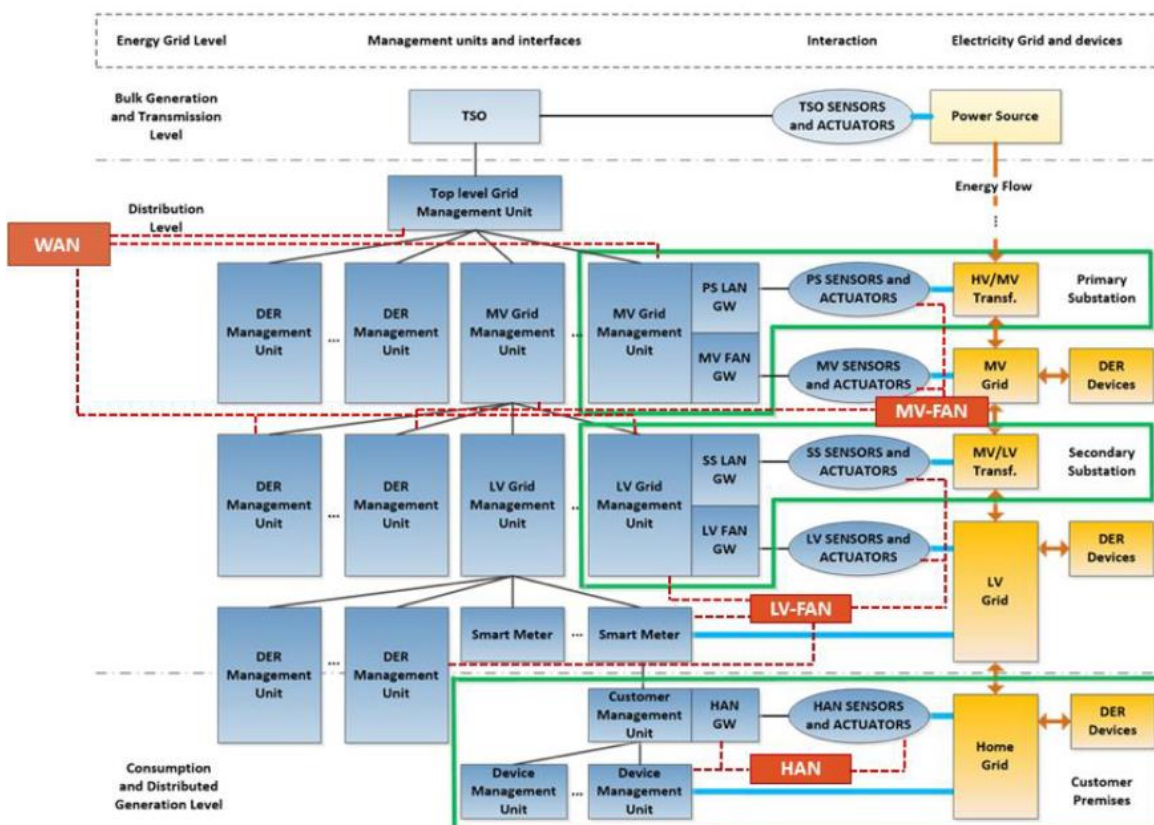 Energy Grid Level
Management units and interfaces
Interaction
Electricity Grid and devices
Bulk Generation
and Transmission
Level
TSO
TSO SENSORS
and ACTUATORS
Power Source
Energy Flow
...
Distribution
Level
Top level Grid
Management Unit
WAN
DER
Management
Unit
...
DER
Management
Unit
MV Grid
Management
Unit
...
MV Grid
Management
Unit
PS LAN
GW
MV FAN
GW
PS SENSORS and
ACTUATORS
HV/MV
Transf.
Primary
Substation
MV SENSORS
and ACTUATORS
MV
Grid
DER
Devices
MV-FAN
DER
Management
Unit
...
DER
Management
Unit
LV Grid
Management
Unit
...
LV Grid
Management
Unit
SS LAN
GW
LV FAN
GW
SS SENSORS and
ACTUATORS
MV/LV
Transf.
Secondary
Substation
LV SENSORS and
ACTUATORS
LV
Grid
DER
Devices
LV-FAN
DER
Management
Unit
...
DER
Management
Unit
Smart Meter
...
Smart Meter
Customer
Management
Unit
HAN
GW
HAN SENSORS
and ACTUATORS
Home
Grid
DER
Devices
HAN
Consumption
and Distributed
Generation Level
Device
Management
Unit
...
Device
Management
Unit
Customer
Premises